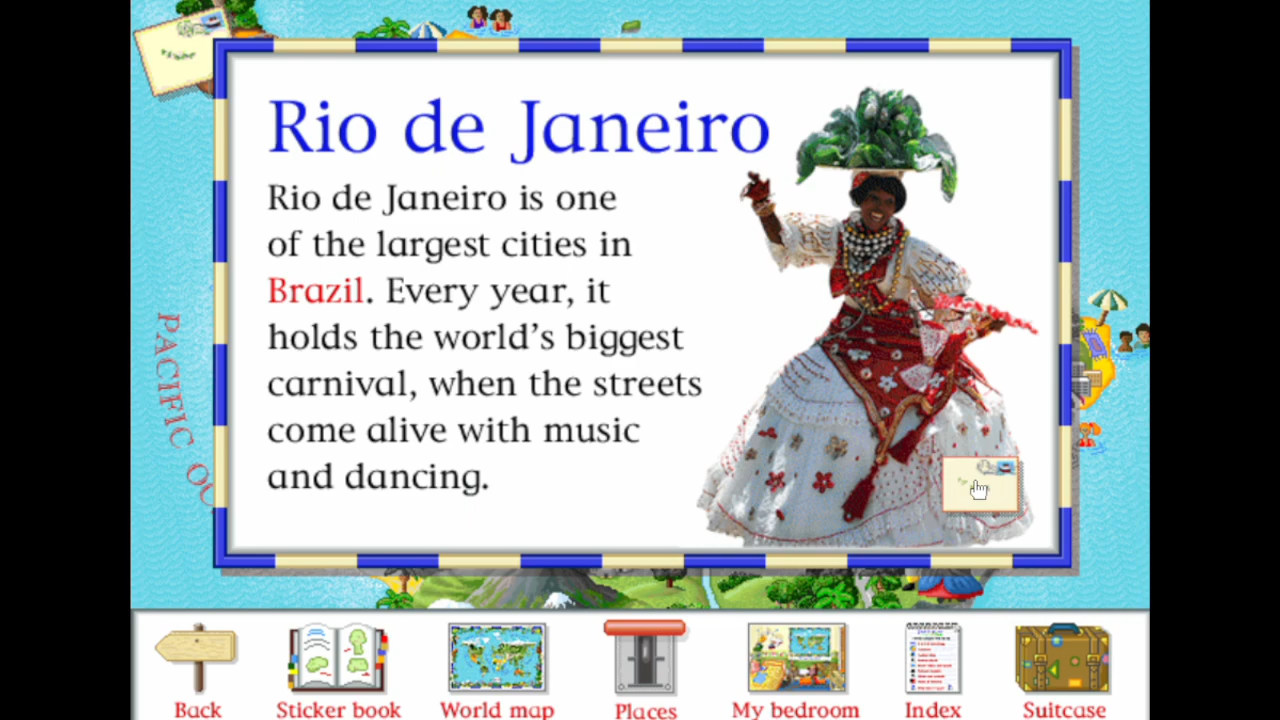 Rio de Janeiro
Rio de Janeiro is one
of the largest cities in
Brazil. Every year, it
holds the world's biggest
carnival, when the streets
come alive with music
and dancing.
PACIFIC
Back
Sticker book
World map
Places
My bedroom
Index
Suitcase